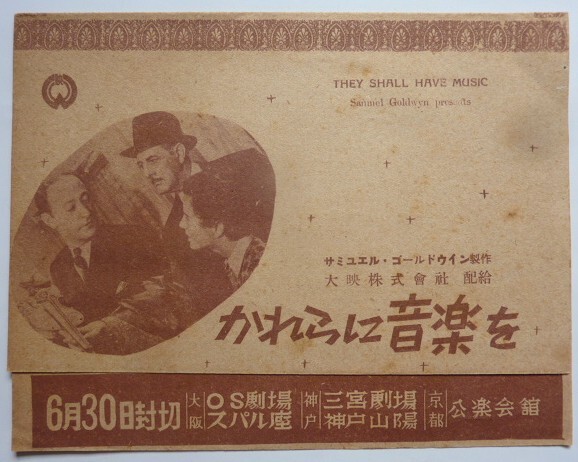 THEY SHALL HAVE MUSIC
Samuel Goldwyn presents
サミユエル・ゴールドウイン製作
大映株式會社 配給
かれらに音楽を
6月30日封切
大阪
OS劇場
スバル座
神戸
三宮劇場
神戸山陽
京都
公楽会舘